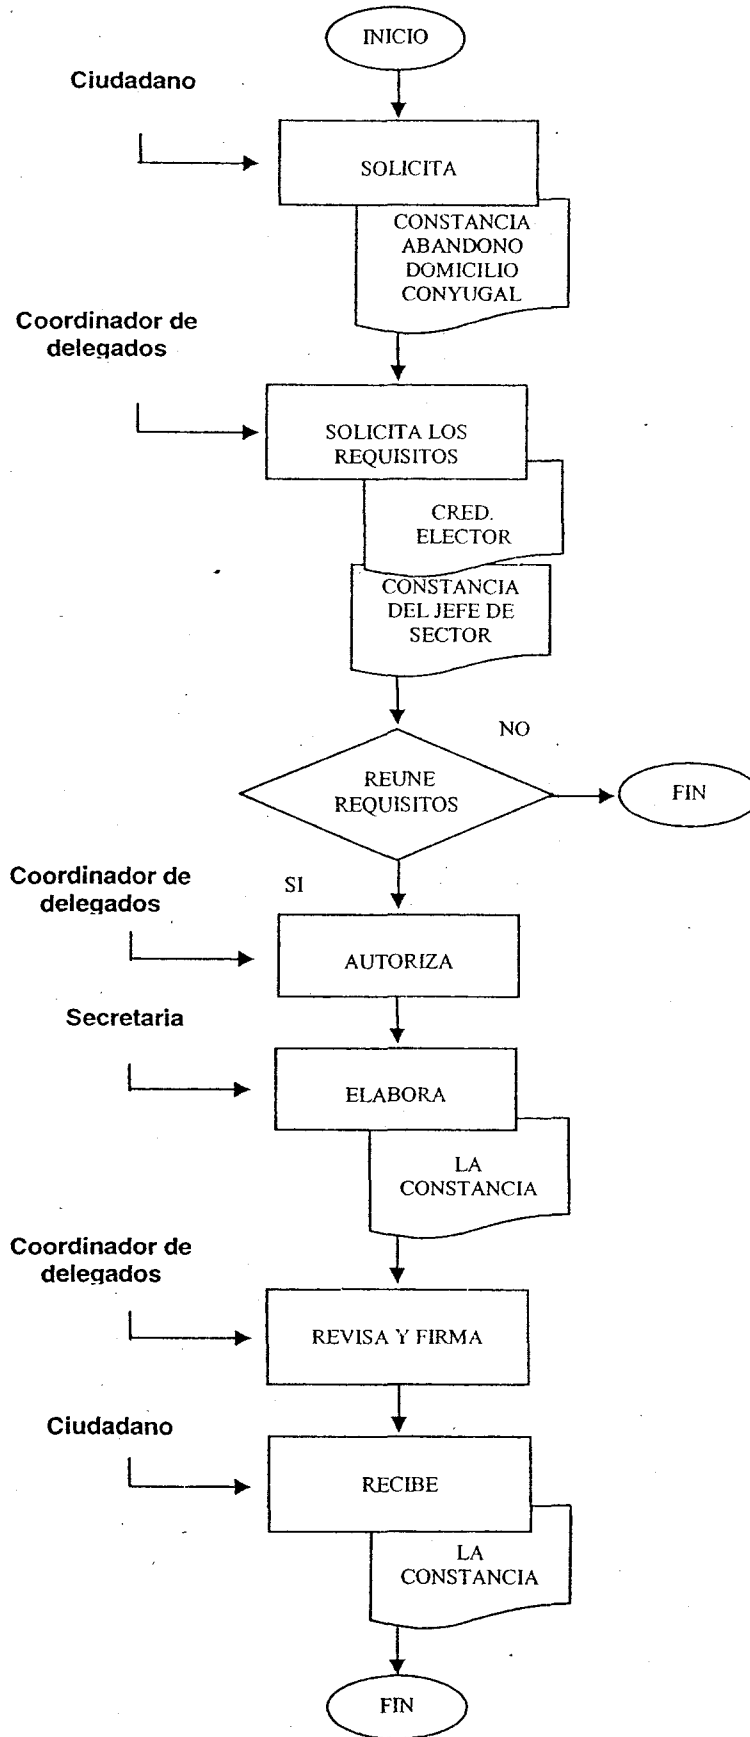 INICIO
Ciudadano
SOLICITA
CONSTANCIA
ABANDONO
DOMICILIO
CONYUGAL
Coordinador de
delegados
SOLICITA LOS
REQUISITOS
CRED.
ELECTOR
CONSTANCIA
DEL JEFE DE
SECTOR
NO
REUNE
REQUISITOS
FIN
Coordinador de
delegados
SI
AUTORIZA
Secretaria
ELABORA
LA
CONSTANCIA
Coordinador de
delegados
REVISA Y FIRMA
Ciudadano
RECIBE
LA
CONSTANCIA
FIN